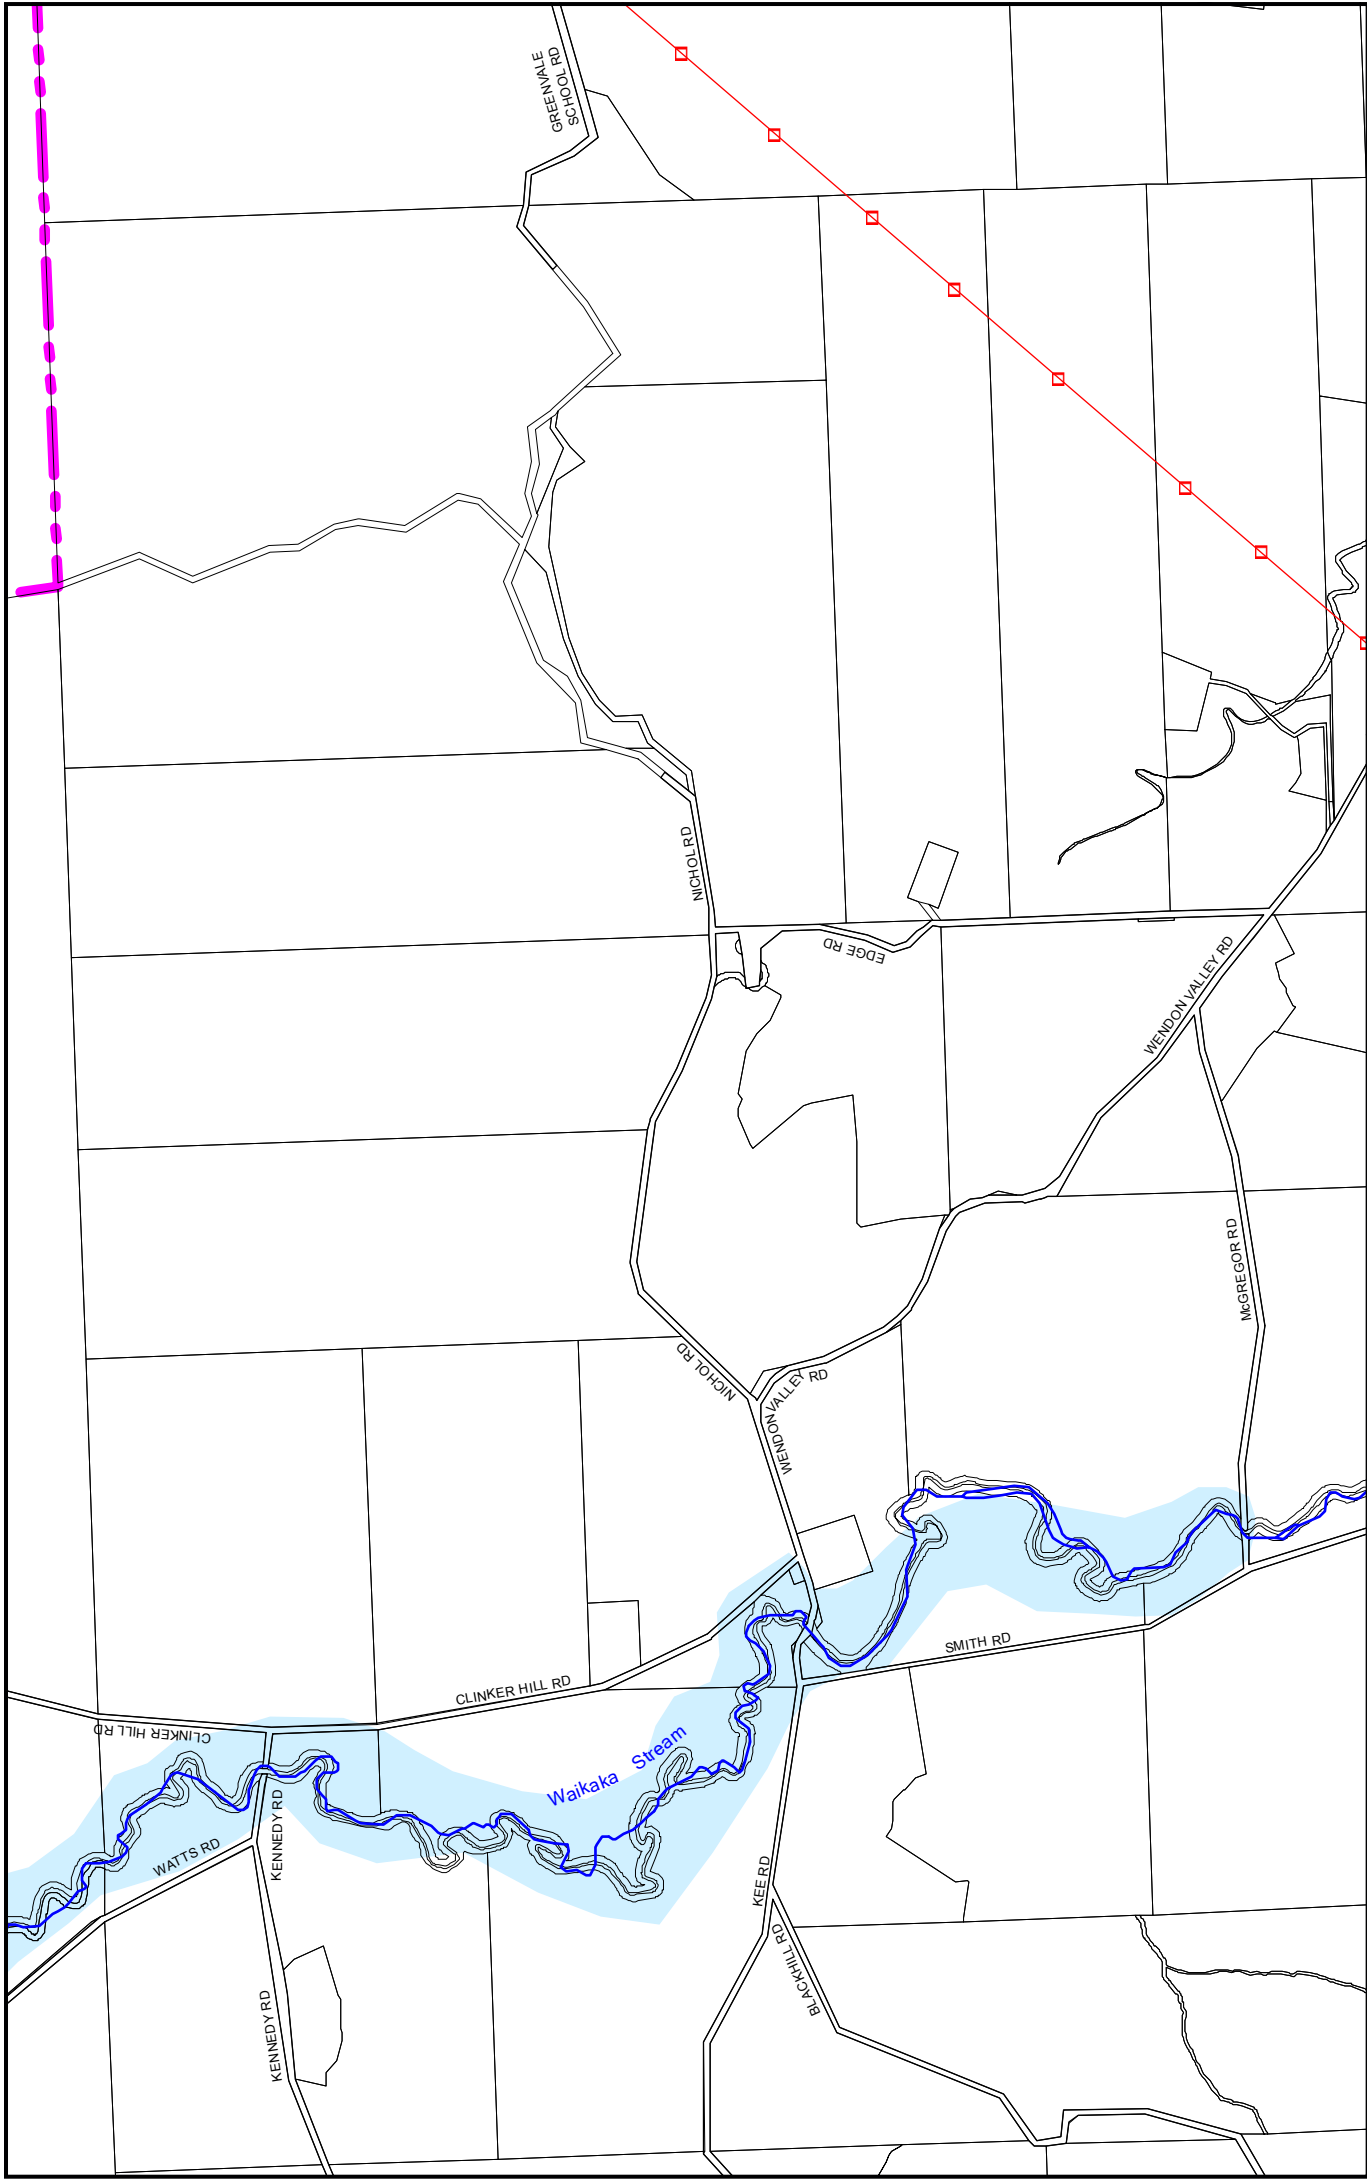 GREENVALE
SCHOOL RD
NICHOL RD
EDGE RD
WENDON VALLEY RD
McGREGOR RD
NICHOL RD
WENDON VALLEY RD
SMITH RD
CLINKER HILL RD
CLINKER HILL RD
Waikaka Stream
KENNEDY RD
WATTS RD
KEE RD
BLACKHILL RD
KENNEDY RD